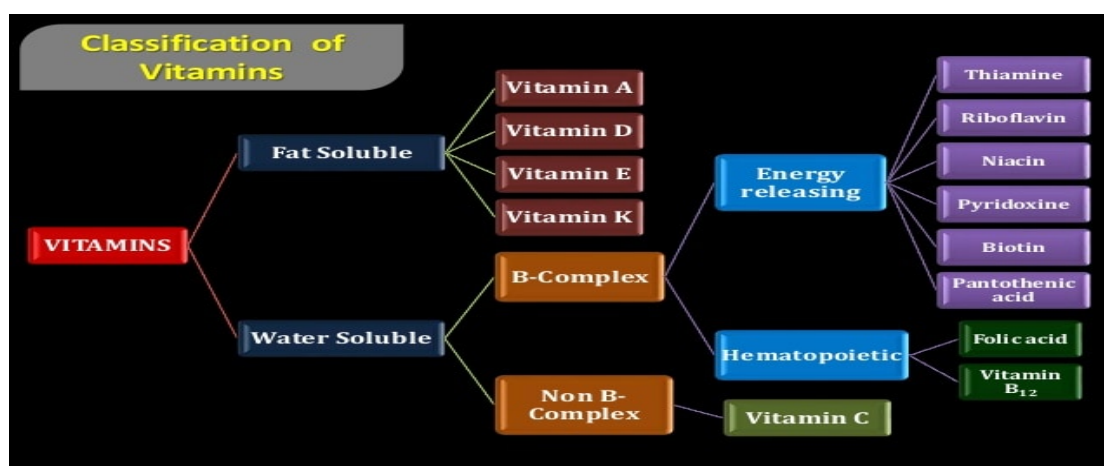 Classification of
Vitamins
VITAMINS
Fat Soluble
Water Soluble
Vitamin A
Vitamin D
Vitamin E
Vitamin K
B-Complex
Non B-
Complex
Energy
releasing
Hematopoietic
Vitamin C
Thiamine
Riboflavin
Niacin
Pyridoxine
Biotin
Pantothenic
acid
Folic acid
Vitamin
B₁₂